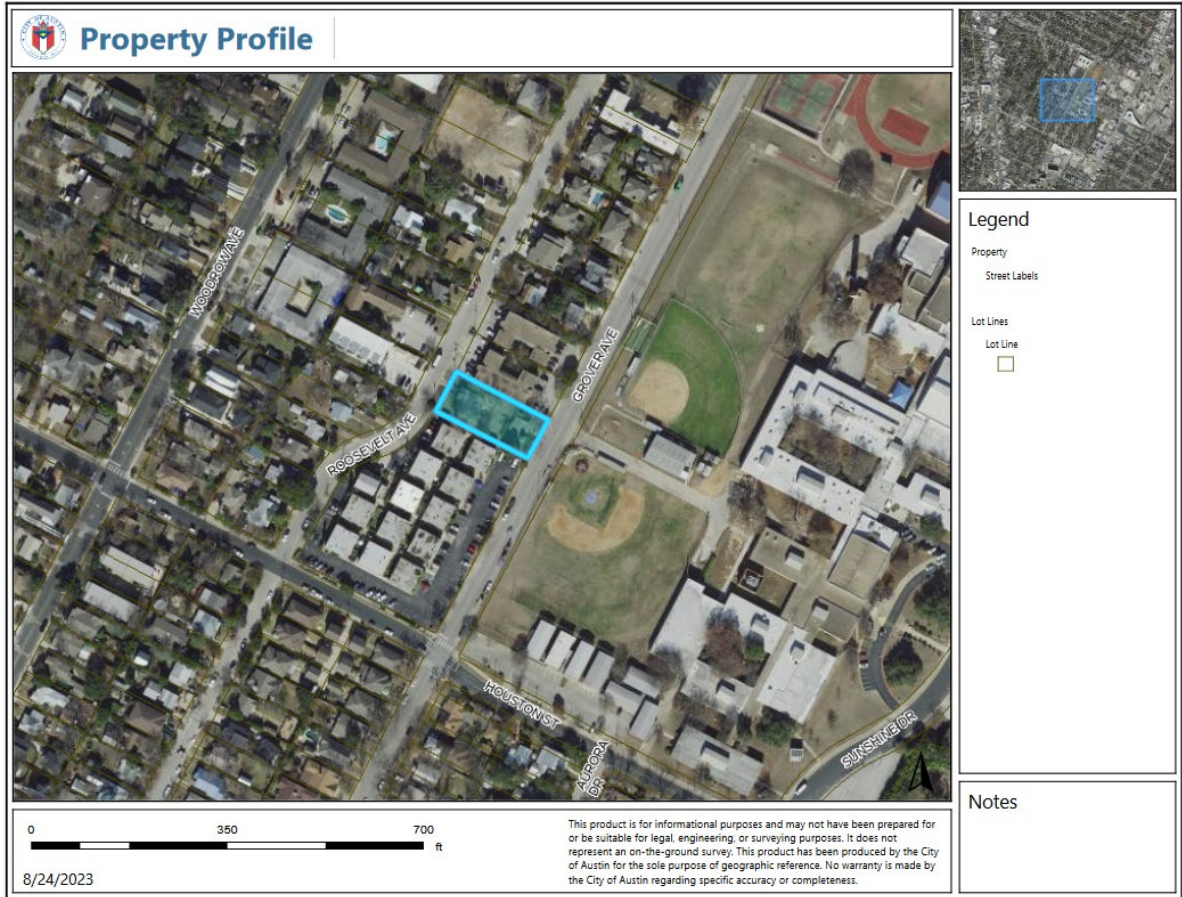 CITY OF AUSTIN
Property Profile
WOODROW AVE
GROVER AVE
ROOSEVELT AVE
HOUSTON ST
AURORA
DR
SUNSHINE DR
Legend
Property
Street Labels
Lot Lines
Lot Line
Notes
0 350 700
ft
8/24/2023
This product is for informational purposes and may not have been prepared for
or be suitable for legal, engineering, or surveying purposes. It does not
represent an on-the-ground survey. This product has been produced by the City
of Austin for the sole purpose of geographic reference. No warranty is made by
the City of Austin regarding specific accuracy or completeness.